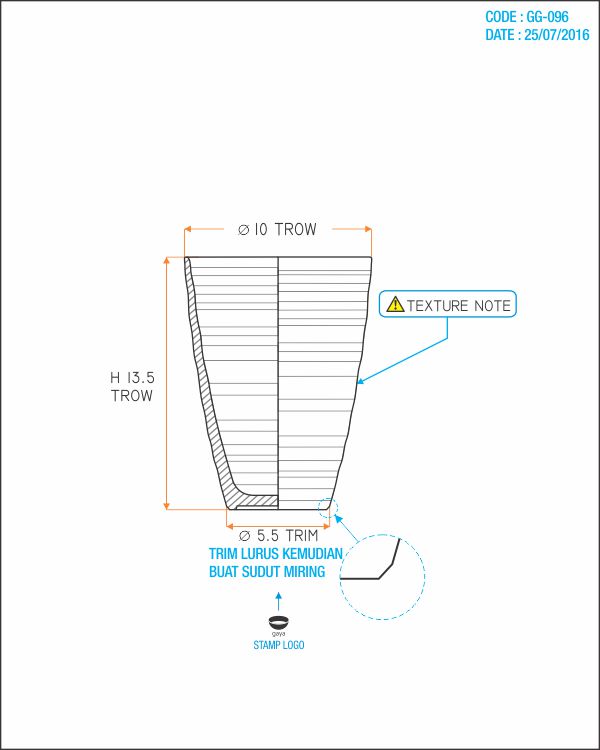 CODE : GG-096
DATE : 25/07/2016
Ø 10 TROW
TEXTURE NOTE
H 13.5
TROW
Ø 5.5 TRIM
TRIM LURUS KEMUDIAN
BUAT SUDUT MIRING
gaya
STAMP LOGO